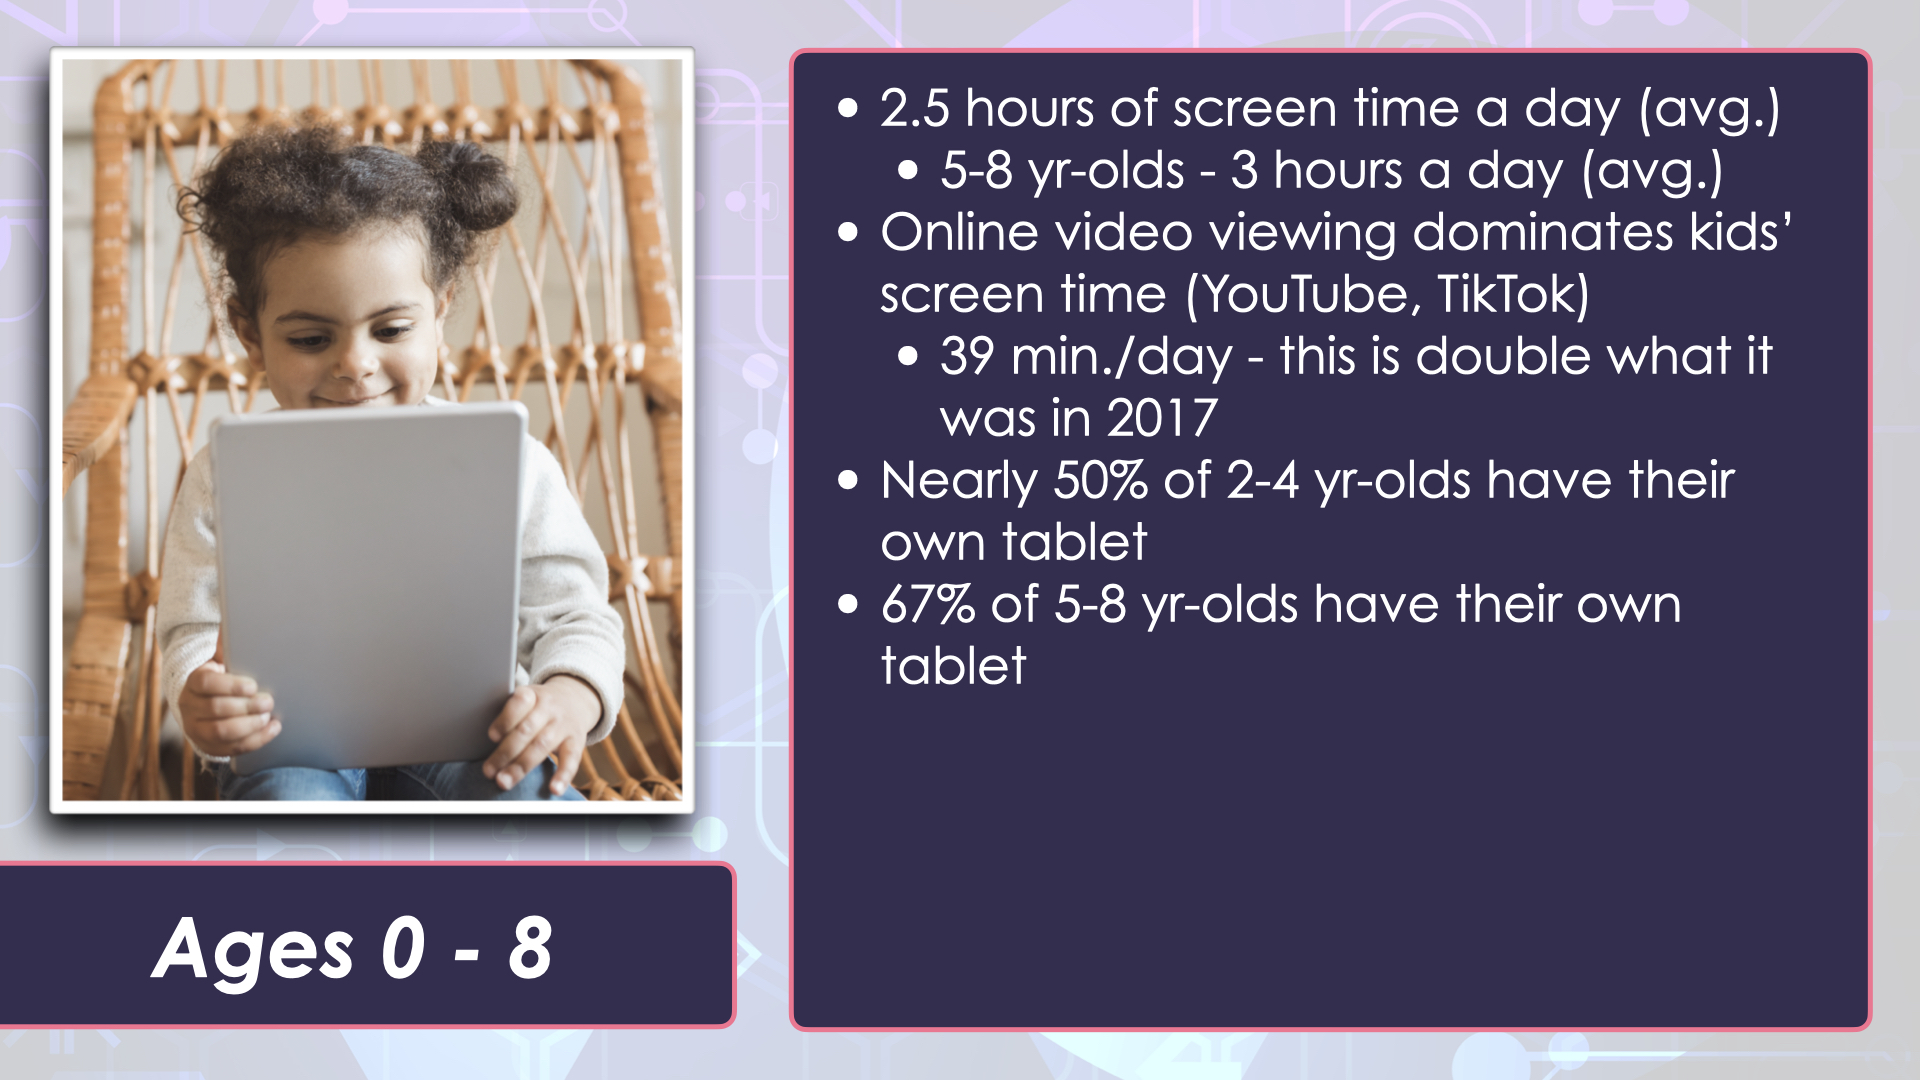 • 2.5 hours of screen time a day (avg.)
• 5-8 yr-olds - 3 hours a day (avg.)
• Online video viewing dominates kids’
screen time (YouTube, TikTok)
• 39 min./day - this is double what it
was in 2017
• Nearly 50% of 2-4 yr-olds have their
own tablet
• 67% of 5-8 yr-olds have their own
tablet
Ages 0 - 8